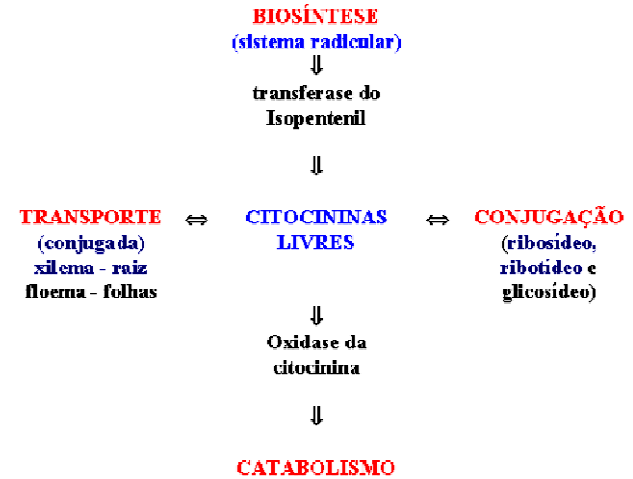 BIOSÍNTESE
(sistema radicular)
⇓
transferase do
Isopentenil
⇓
TRANSPORTE ⇔ CITOCININAS ⇔ CONJUGAÇÃO
(conjugada) LIVRES (ribosídeo,
xilema - raiz ribotídeo e
floema - folhas glicosídeo)
⇓
Oxidase da
citocinina
⇓
CATABOLISMO